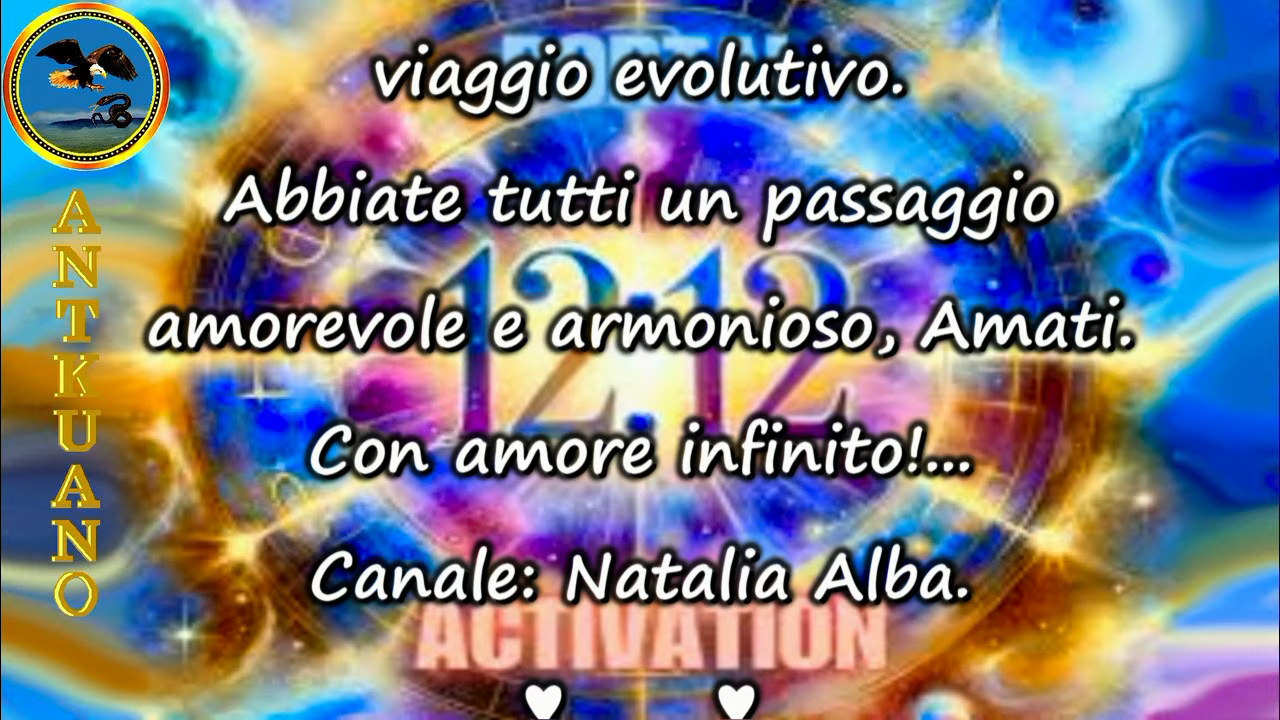 PORTAL
viaggio evolutivo.
Abbiate tutti un passaggio
12:12
amorevole e armonioso, Amati.
Con amore infinito!...
Canale: Natalia Alba.
ACTIVATION
ANTKUANO